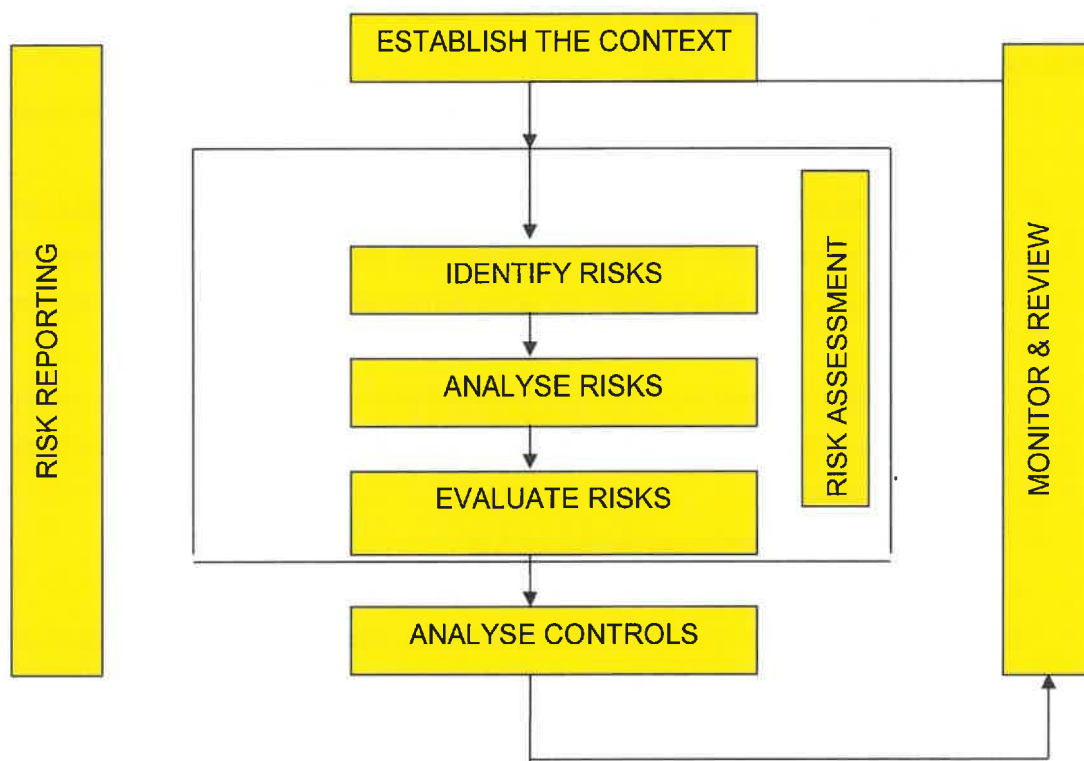 ESTABLISH THE CONTEXT
RISK REPORTING
IDENTIFY RISKS
ANALYSE RISKS
EVALUATE RISKS
RISK ASSESSMENT
MONITOR & REVIEW
ANALYSE CONTROLS